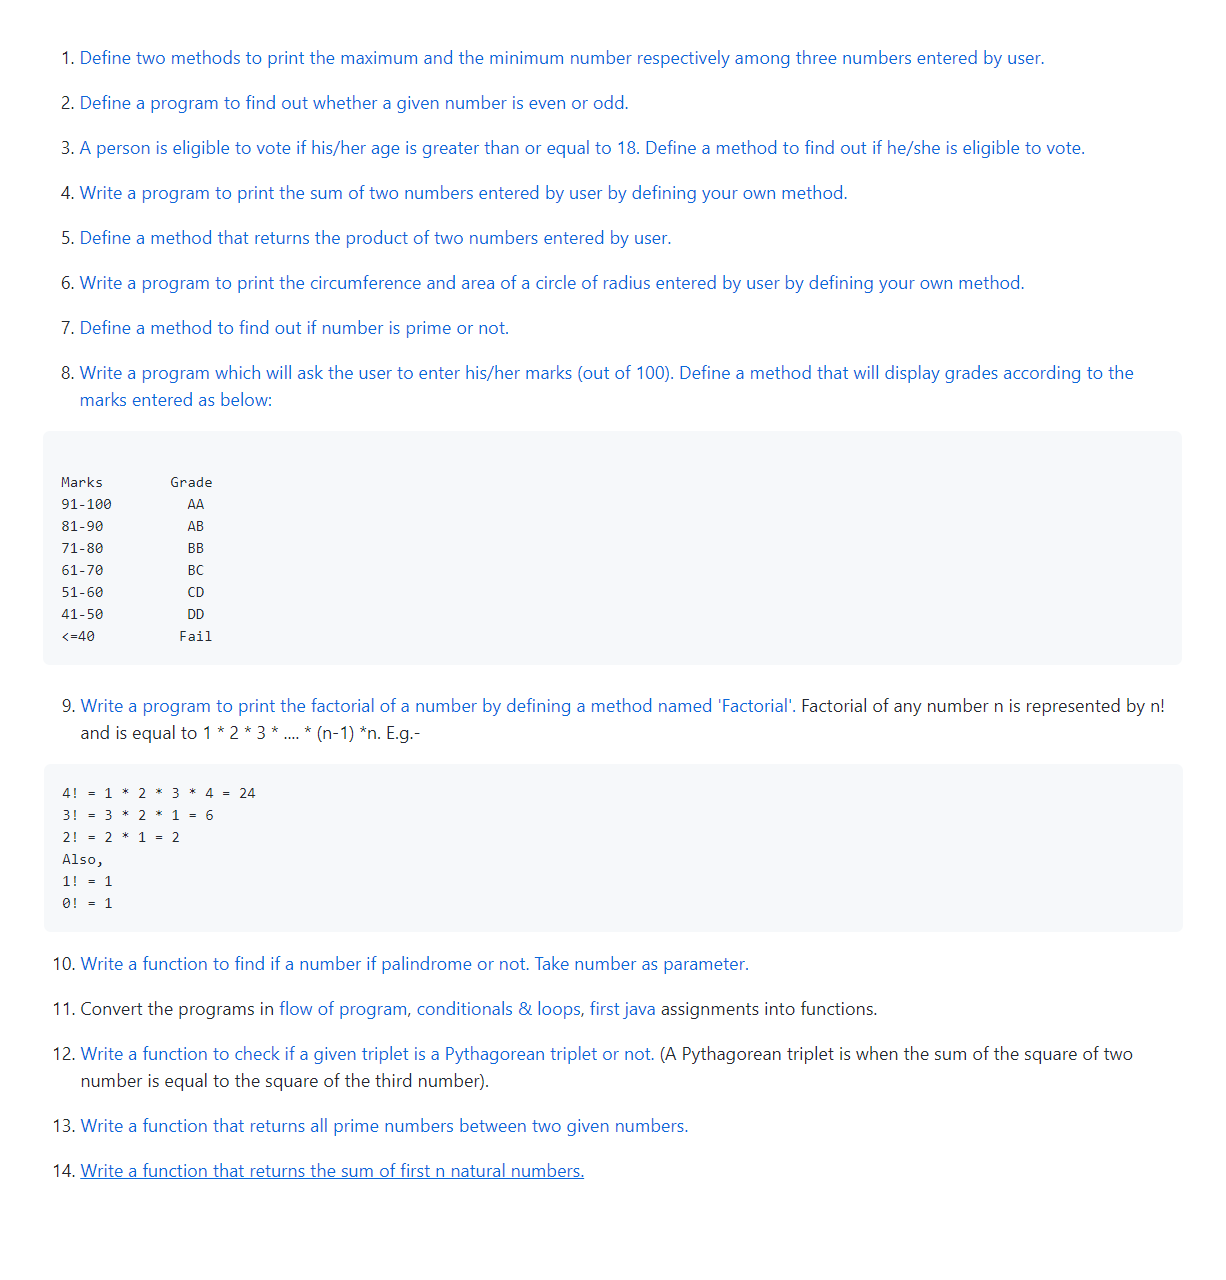 1. Define two methods to print the maximum and the minimum number respectively among three numbers entered by user.
2. Define a program to find out whether a given number is even or odd.
3. A person is eligible to vote if his/her age is greater than or equal to 18. Define a method to find out if he/she is eligible to vote.
4. Write a program to print the sum of two numbers entered by user by defining your own method.
5. Define a method that returns the product of two numbers entered by user.
6. Write a program to print the circumference and area of a circle of radius entered by user by defining your own method.
7. Define a method to find out if number is prime or not.
8. Write a program which will ask the user to enter his/her marks (out of 100). Define a method that will display grades according to the
marks entered as below:
Marks        Grade
91-100         AA
81-90          AB
71-80          BB
61-70          BC
51-60          CD
41-50          DD
<=40          Fail
9. Write a program to print the factorial of a number by defining a method named 'Factorial'. Factorial of any number n is represented by n!
and is equal to 1 * 2 * 3 * .... * (n-1) *n. E.g.-
4! = 1 * 2 * 3 * 4 = 24
3! = 3 * 2 * 1 = 6
2! = 2 * 1 = 2
Also,
1! = 1
0! = 1
10. Write a function to find if a number if palindrome or not. Take number as parameter.
11. Convert the programs in flow of program, conditionals & loops, first java assignments into functions.
12. Write a function to check if a given triplet is a Pythagorean triplet or not. (A Pythagorean triplet is when the sum of the square of two
number is equal to the square of the third number).
13. Write a function that returns all prime numbers between two given numbers.
14. Write a function that returns the sum of first n natural numbers.